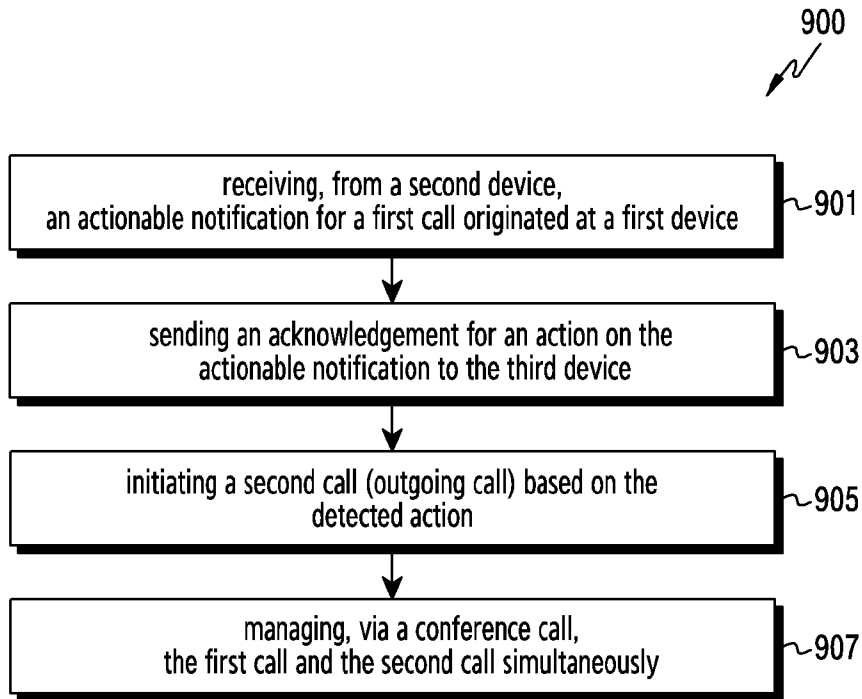 900
receiving, from a second device,
an actionable notification for a first call originated at a first device
901
sending an acknowledgement for an action on the
actionable notification to the third device
903
initiating a second call (outgoing call) based on the
detected action
905
managing, via a conference call,
the first call and the second call simultaneously
907